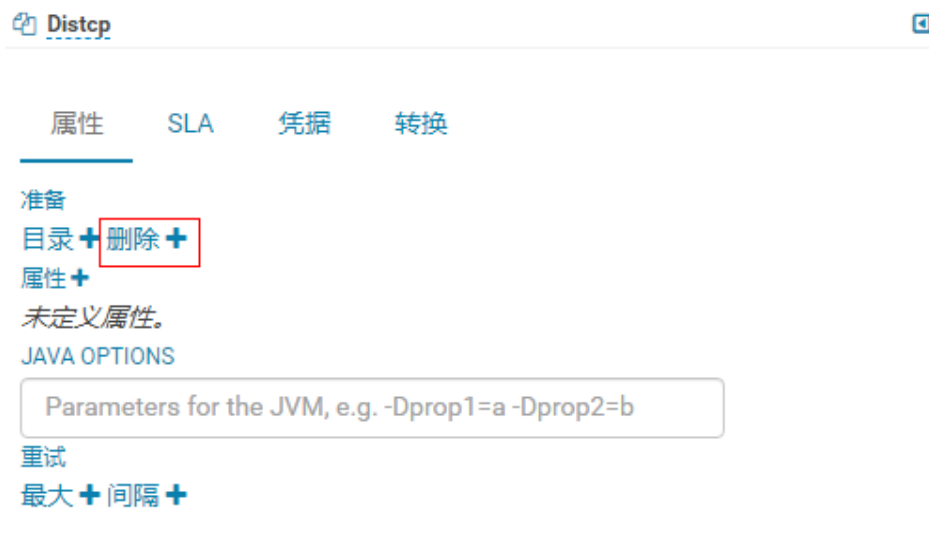 Distcp
属性 SLA 凭据 转换
准备
目录+ 删除+
属性+
未定义属性。
JAVA OPTIONS
Parameters for the JVM, e.g. -Dprop1=a -Dprop2=b
重试
最大+ 间隔+